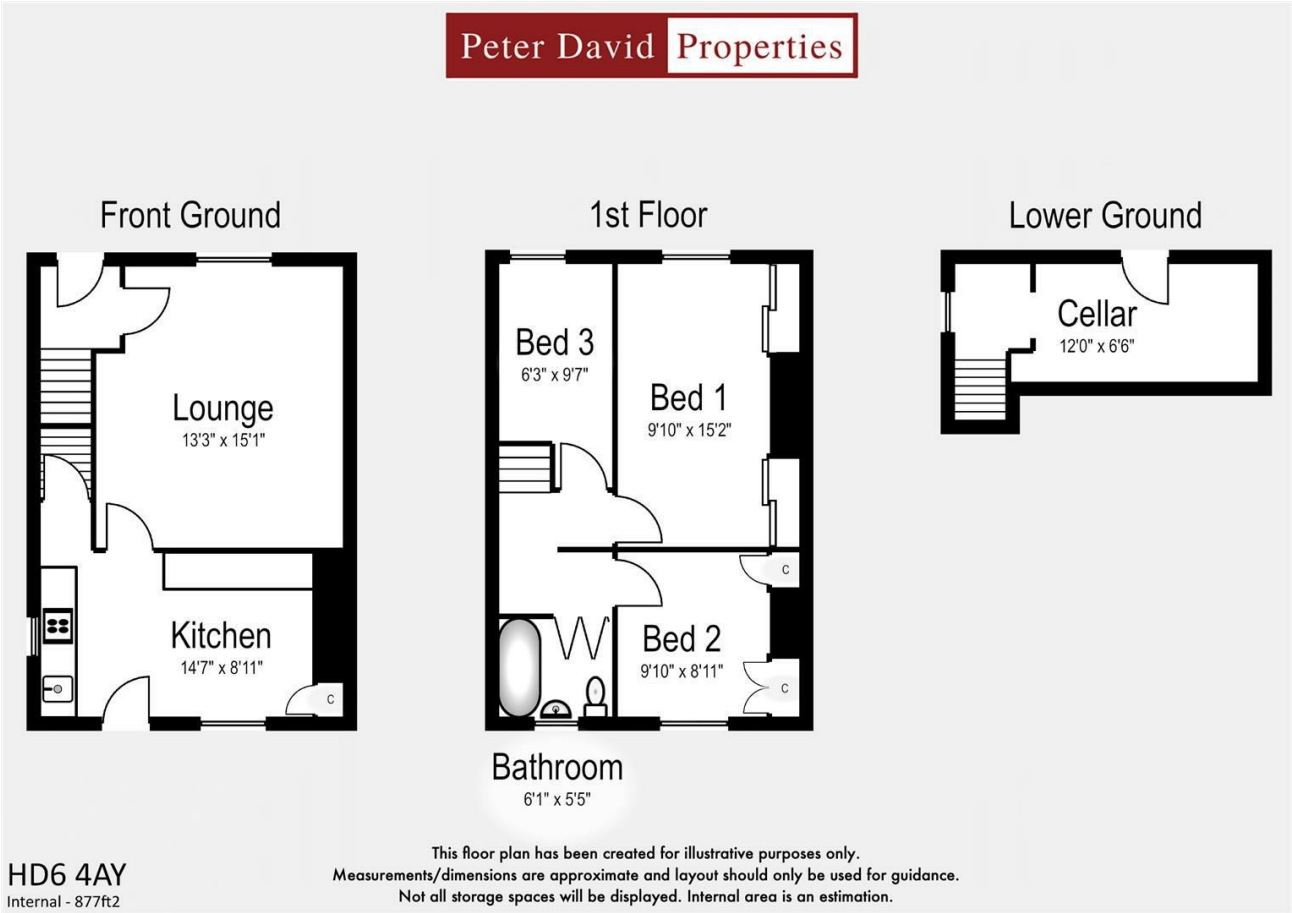 Peter David Properties
Front Ground
1st Floor
Lower Ground
Lounge
13'3" x 15'1"
Kitchen
14'7" x 8'11"
C
Bed 3
6'3" x 9'7"
Bed 1
9'10" x 15'2"
C
Bed 2
9'10" x 8'11"
C
Bathroom
6'1" x 5'5"
Cellar
12'0" x 6'6"
This floor plan has been created for illustrative purposes only.
Measurements/dimensions are approximate and layout should only be used for guidance.
Not all storage spaces will be displayed. Internal area is an estimation.
HD6 4AY
Internal - 877ft2